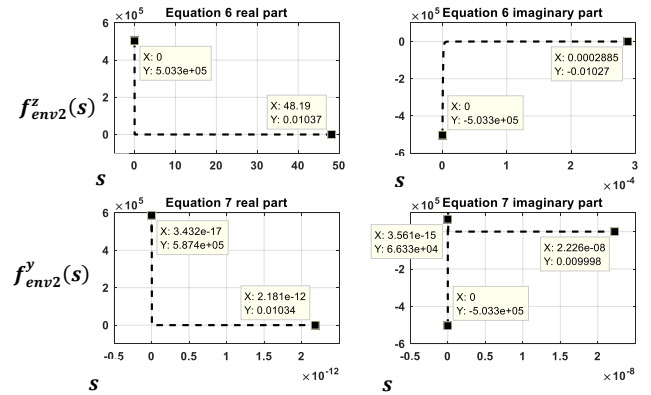 Equation 6 real part
×10^5
6
4
2
0
X: 0
Y: 5.033e+05
X: 48.19
Y: 0.01037
0 10 20 30 40 50
f^z_env2(s)
s
Equation 6 imaginary part
×10^5
0
-2
-4
-6
X: 0.0002885
Y: -0.01027
X: 0
Y: -5.033e+05
0 1 2 3
×10^-4
s
Equation 7 real part
×10^5
6
4
2
0
X: 3.432e-17
Y: 5.874e+05
X: 2.181e-12
Y: 0.01034
-0.5 0 0.5 1 1.5 2
×10^-12
f^y_env2(s)
s
Equation 7 imaginary part
×10^5
-2
-4
-6
X: 3.561e-15
Y: 6.633e+04
X: 2.226e-08
Y: 0.009998
X: 0
Y: -5.033e+05
-0.5 0 0.5 1 1.5 2
×10^-8
s